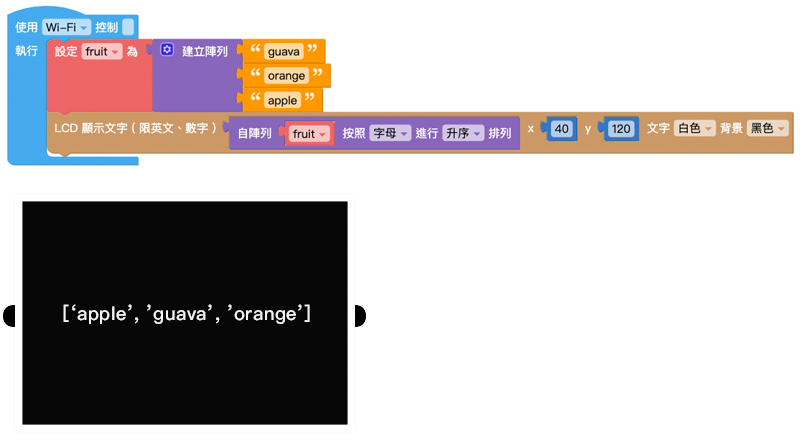 使用 Wi-Fi 控制
執行 設定 fruit 為 建立陣列 “ guava ”
“ orange ”
“ apple ”
LCD 顯示文字(限英文、數字) 自陣列 fruit 按照 字母 進行 升序 排列 x 40 y 120 文字 白色 背景 黑色
[‘apple’, ’guava’, ’orange’]